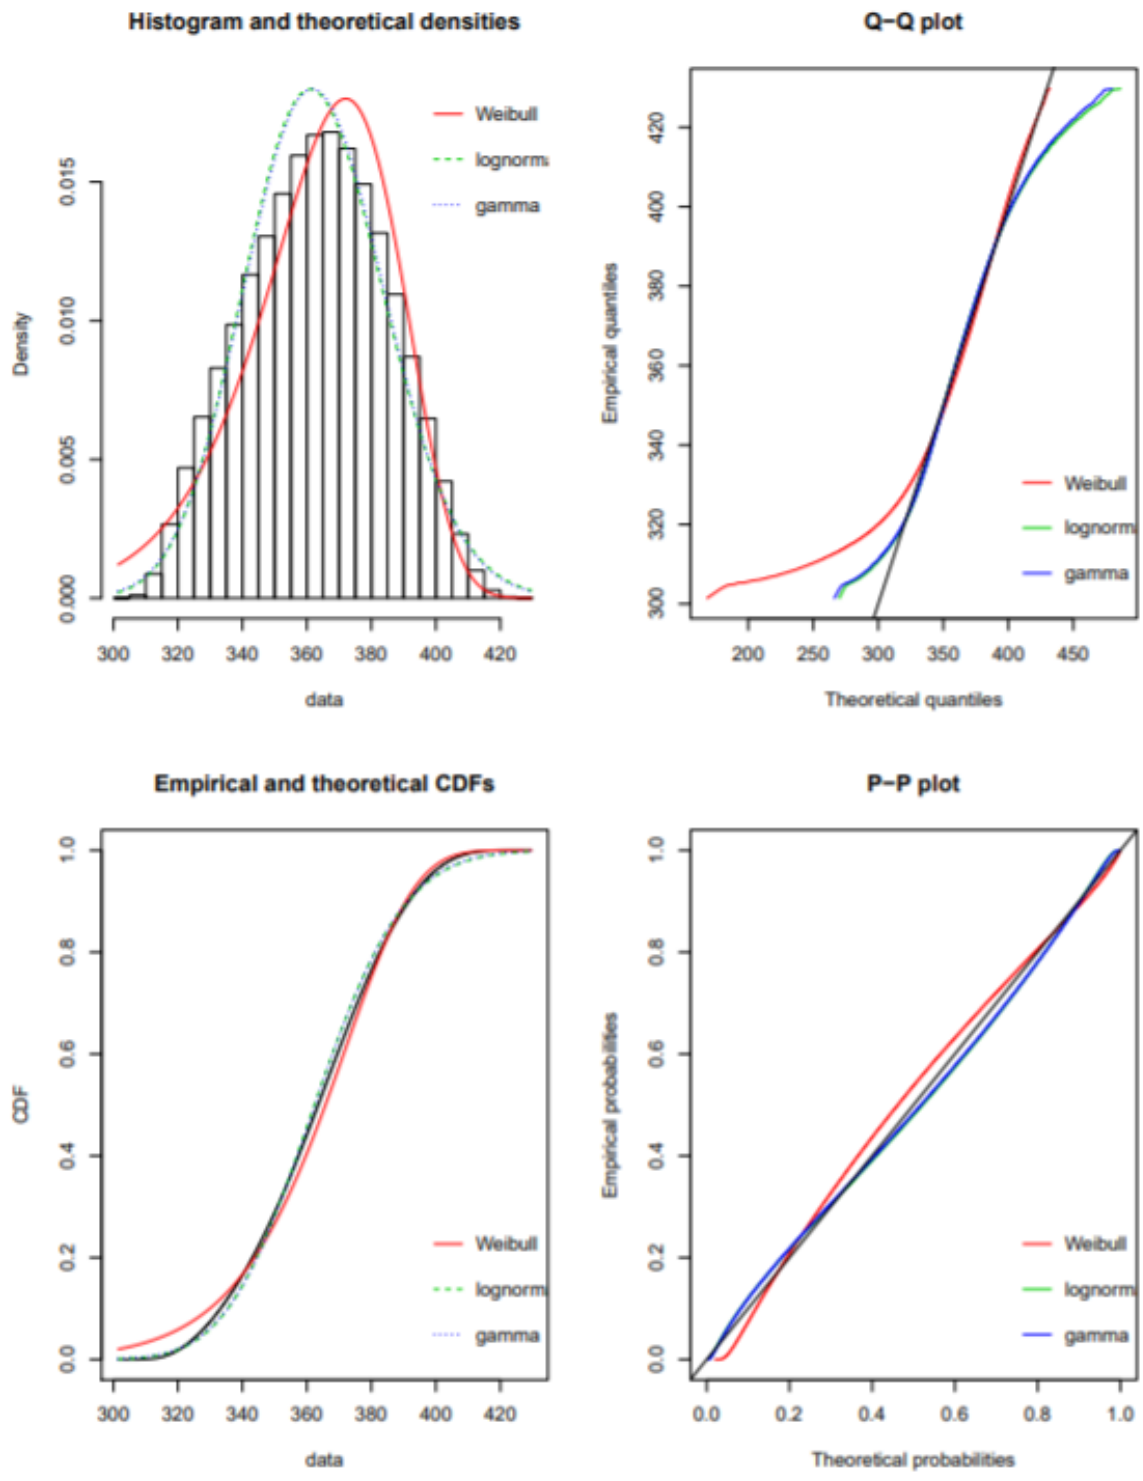 Histogram and theoretical densities
Density
0.000
0.005
0.010
0.015
Weibull
lognorm
gamma
300 320 340 360 380 400 420
data
Q−Q plot
Empirical quantiles
300 320 340 360 380 400 420
Weibull
lognorm
gamma
200 250 300 350 400 450
Theoretical quantiles
Empirical and theoretical CDFs
CDF
0.0 0.2 0.4 0.6 0.8 1.0
Weibull
lognorm
gamma
300 320 340 360 380 400 420
data
P−P plot
Empirical probabilities
0.0 0.2 0.4 0.6 0.8 1.0
Weibull
lognorm
gamma
0.0 0.2 0.4 0.6 0.8 1.0
Theoretical probabilities